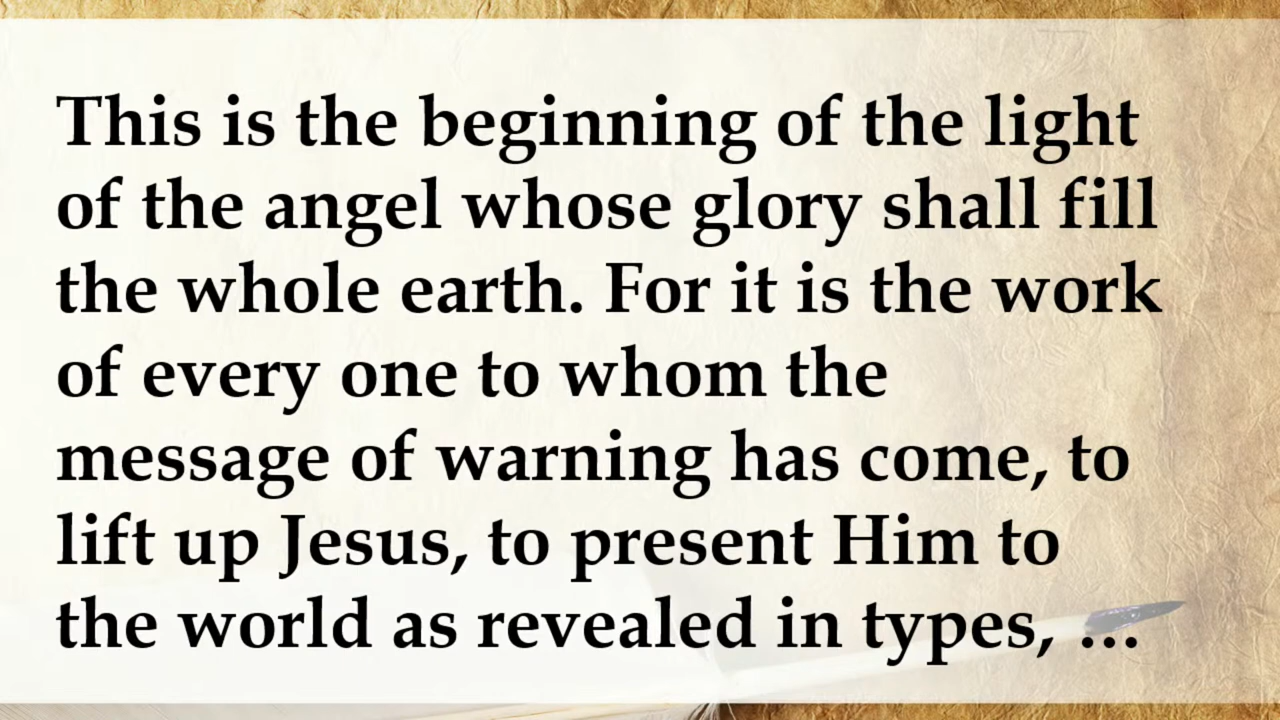 This is the beginning of the light
of the angel whose glory shall fill
the whole earth. For it is the work
of every one to whom the
message of warning has come, to
lift up Jesus, to present Him to
the world as revealed in types, …